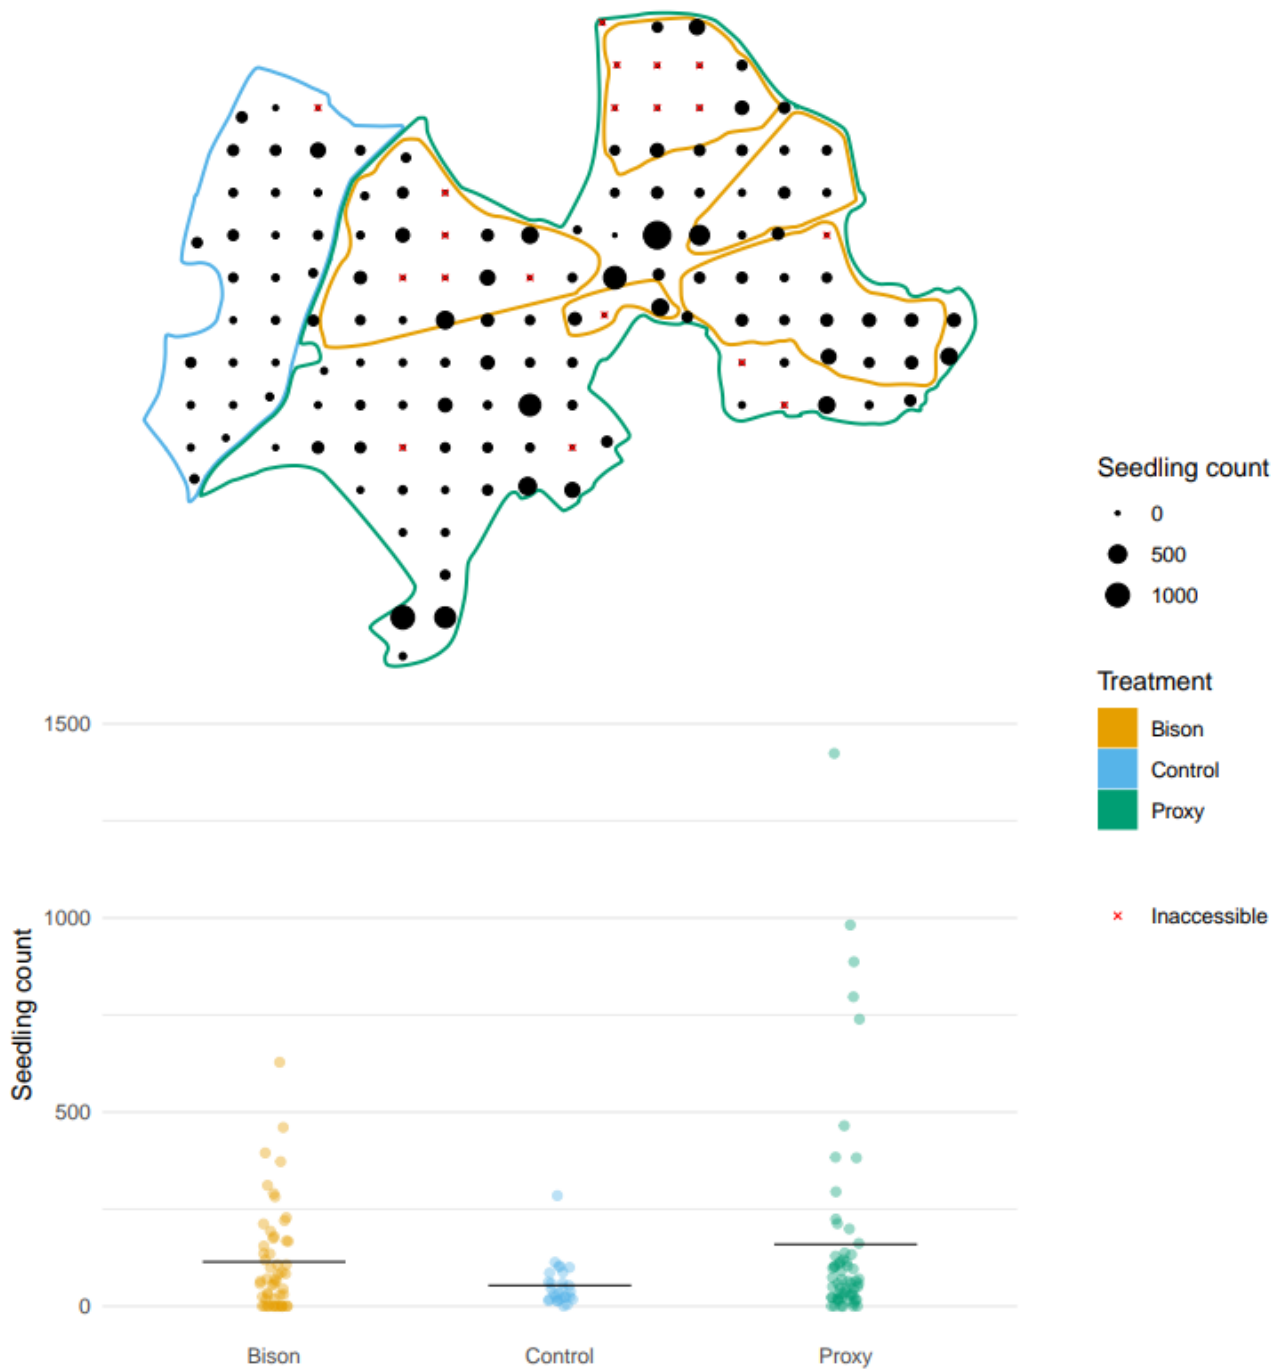 Seedling count
0
500
1000
Treatment
Bison
Control
Proxy
Inaccessible
1500
1000
500
0
Seedling count
Bison Control Proxy